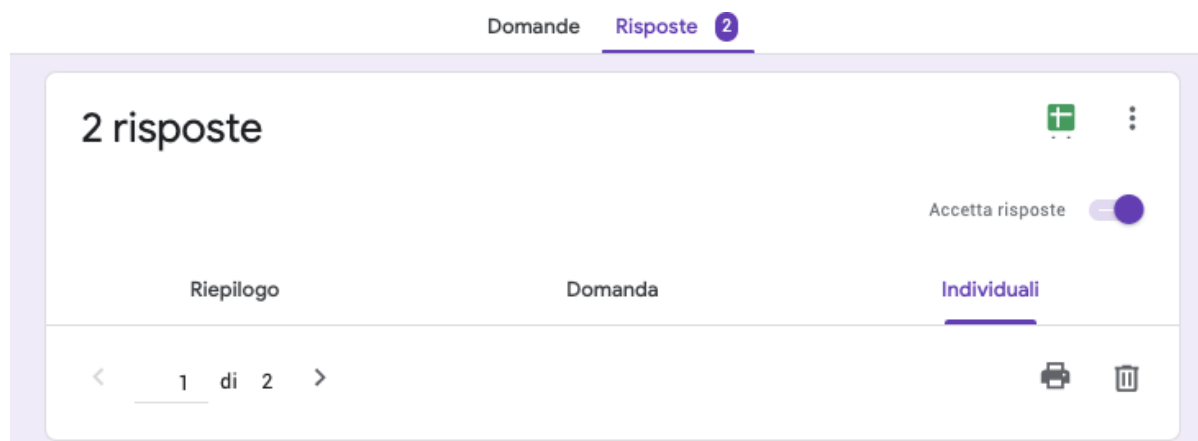 Domande Risposte 2
2 risposte
Accetta risposte
Riepilogo Domanda Individuali
1 di 2